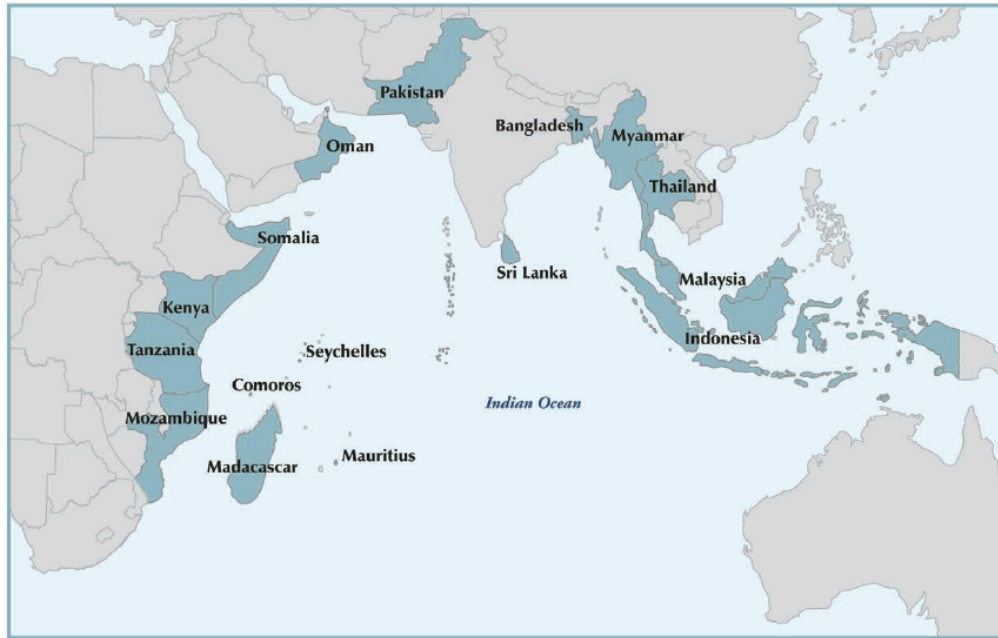 Pakistan
Bangladesh
Myanmar
Oman
Thailand
Somalia
Sri Lanka
Malaysia
Kenya
Indonesia
Tanzania
Seychelles
Comoros
Indian Ocean
Mozambique
Mauritius
Madacascar